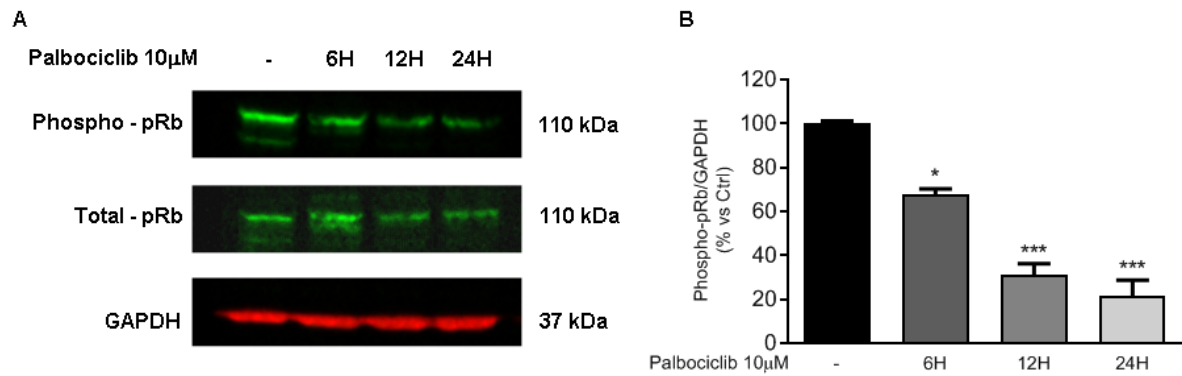 A
Palbociclib 10μM - 6H 12H 24H
Phospho - pRb 110 kDa
Total - pRb 110 kDa
GAPDH 37 kDa
B
Phospho-pRb/GAPDH
(% vs Ctrl)
120
100
80
60
40
20
0
*
***
***
Palbociclib 10μM - 6H 12H 24H